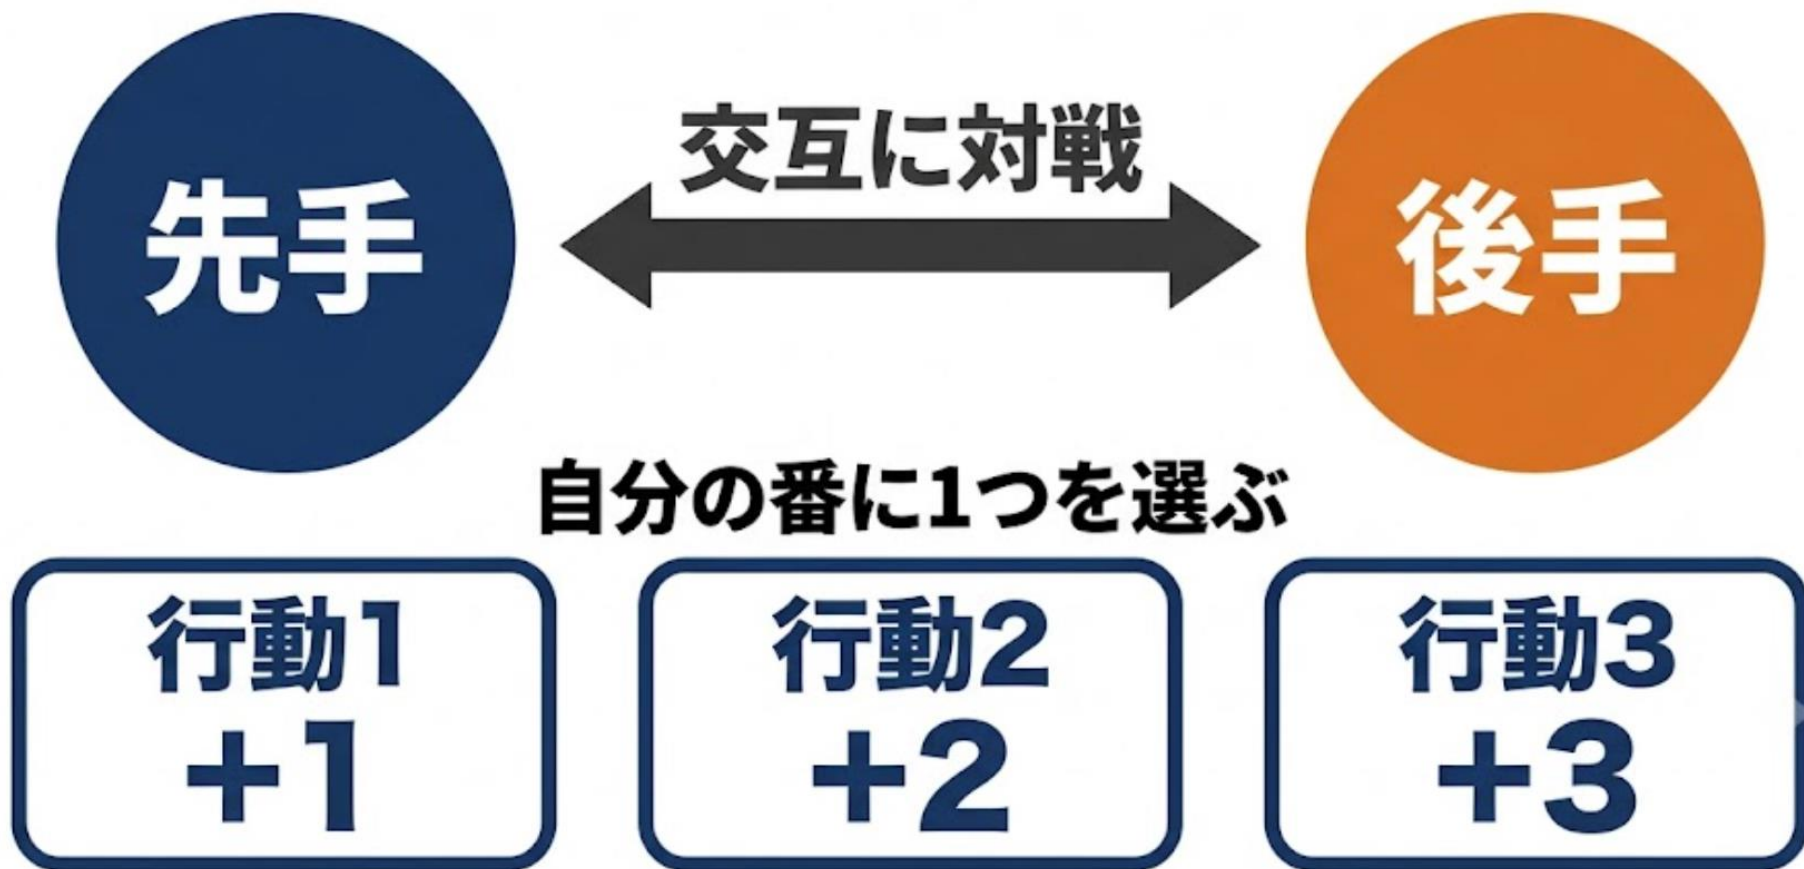 交互に対戦
先手
後手
自分の番に1つを選ぶ
行動1
+1
行動2
+2
行動3
+3